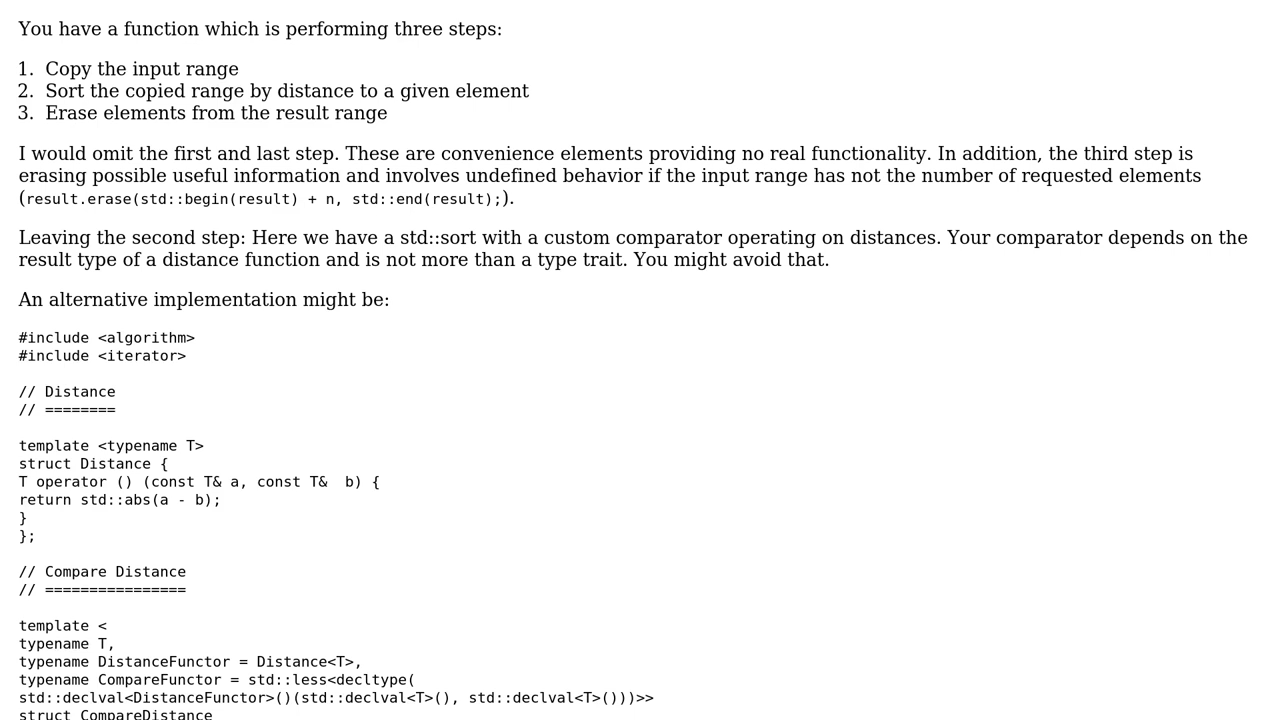 You have a function which is performing three steps:
1. Copy the input range
2. Sort the copied range by distance to a given element
3. Erase elements from the result range
I would omit the first and last step. These are convenience elements providing no real functionality. In addition, the third step is
erasing possible useful information and involves undefined behavior if the input range has not the number of requested elements
(result.erase(std::begin(result) + n, std::end(result);).
Leaving the second step: Here we have a std::sort with a custom comparator operating on distances. Your comparator depends on the
result type of a distance function and is not more than a type trait. You might avoid that.
An alternative implementation might be:
#include <algorithm>
#include <iterator>
// Distance
// ========
template <typename T>
struct Distance {
T operator () (const T& a, const T&  b) {
return std::abs(a - b);
}
};
// Compare Distance
// ================
template <
typename T,
typename DistanceFunctor = Distance<T>,
typename CompareFunctor = std::less<decltype(
std::declval<DistanceFunctor>()(std::declval<T>(), std::declval<T>()))>>
struct CompareDistance